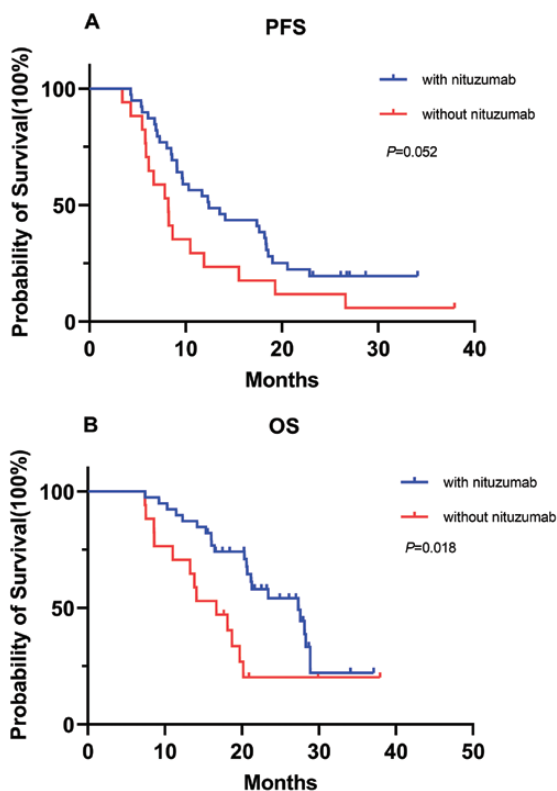 A
PFS
with nituzumab
without nituzumab
P=0.052
Probability of Survival(100%)
100
50
0
0 10 20 30 40
Months
B
OS
with nituzumab
without nituzumab
P=0.018
Probability of Survival(100%)
100
50
0
0 10 20 30 40 50
Months